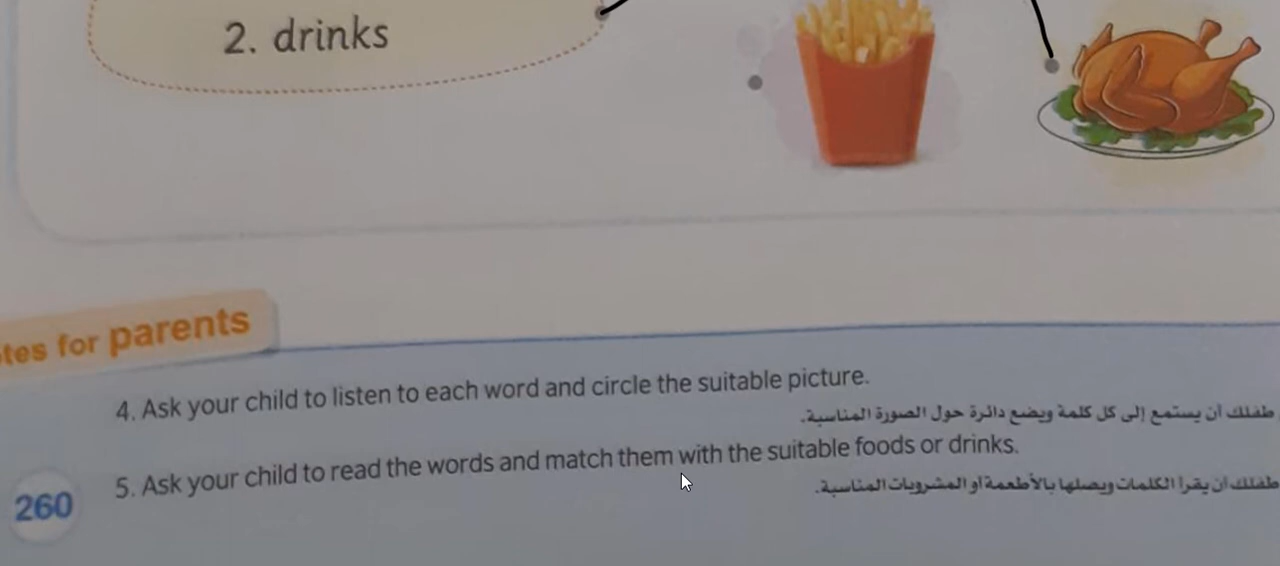 2. drinks
tes for parents
4. Ask your child to listen to each word and circle the suitable picture.
طفلك أن يستمع إلى كل كلمة ويضع دائرة حول الصورة المناسبة.
5. Ask your child to read the words and match them with the suitable foods or drinks.
طفلك أن يقرأ الكلمات ويصلها بالأطعمة أو المشروبات المناسبة.
260